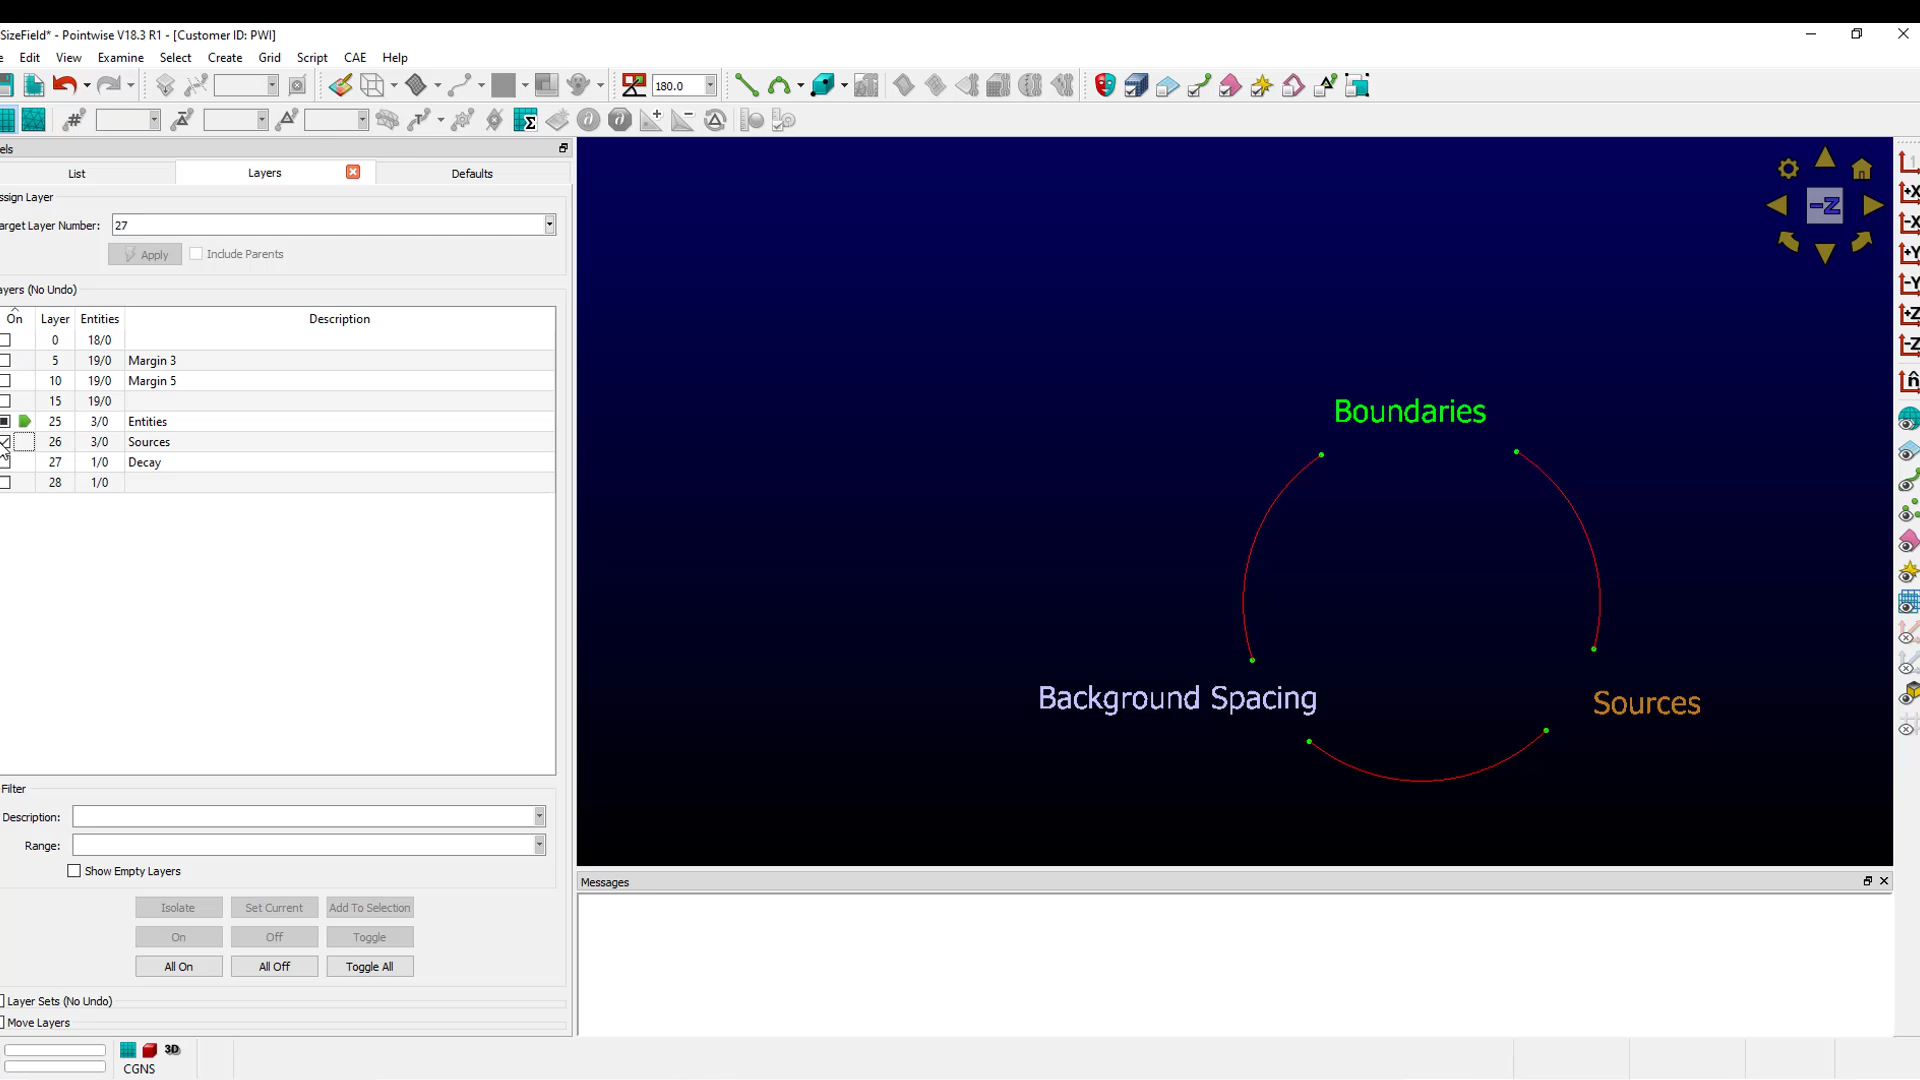 SizeField* - Pointwise V18.3 R1 - [Customer ID: PWI]
e Edit View Examine Select Create Grid Script CAE Help
180.0
els
List Layers Defaults
ssign Layer
arget Layer Number: 27
Apply Include Parents
ayers (No Undo)
On Layer Entities Description
0 18/0
5 19/0 Margin 3
10 19/0 Margin 5
15 19/0
25 3/0 Entities
26 3/0 Sources
27 1/0 Decay
28 1/0
Filter
Description:
Range:
Show Empty Layers
Isolate Set Current Add To Selection
On Off Toggle
All On All Off Toggle All
Layer Sets (No Undo)
Move Layers
3D
CGNS
Boundaries
Background Spacing
Sources
Messages
-Z
+X
-X
+Y
-Y
+Z
-Z
n̂